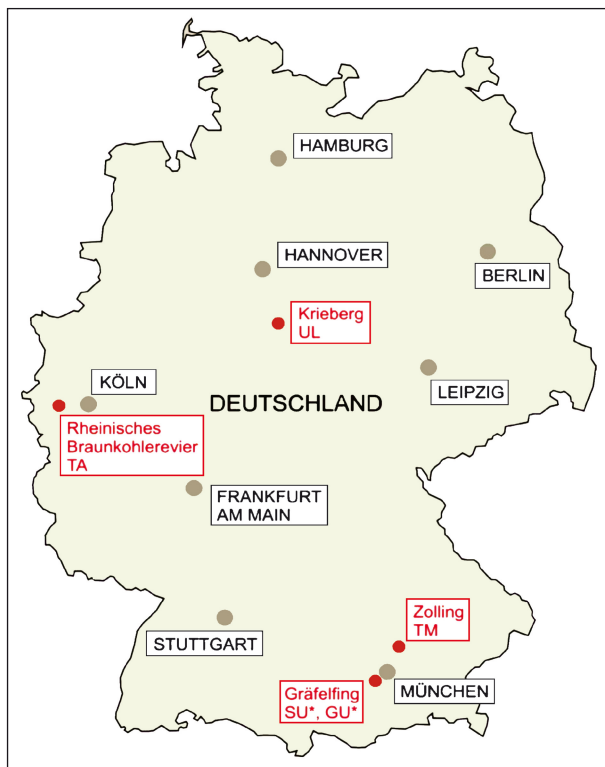 HAMBURG
HANNOVER
BERLIN
Krieberg
UL
KÖLN
LEIPZIG
DEUTSCHLAND
Rheinisches
Braunkohlerevier
TA
FRANKFURT
AM MAIN
Zolling
TM
STUTTGART
Gräfelfing
SU*, GU*
MÜNCHEN